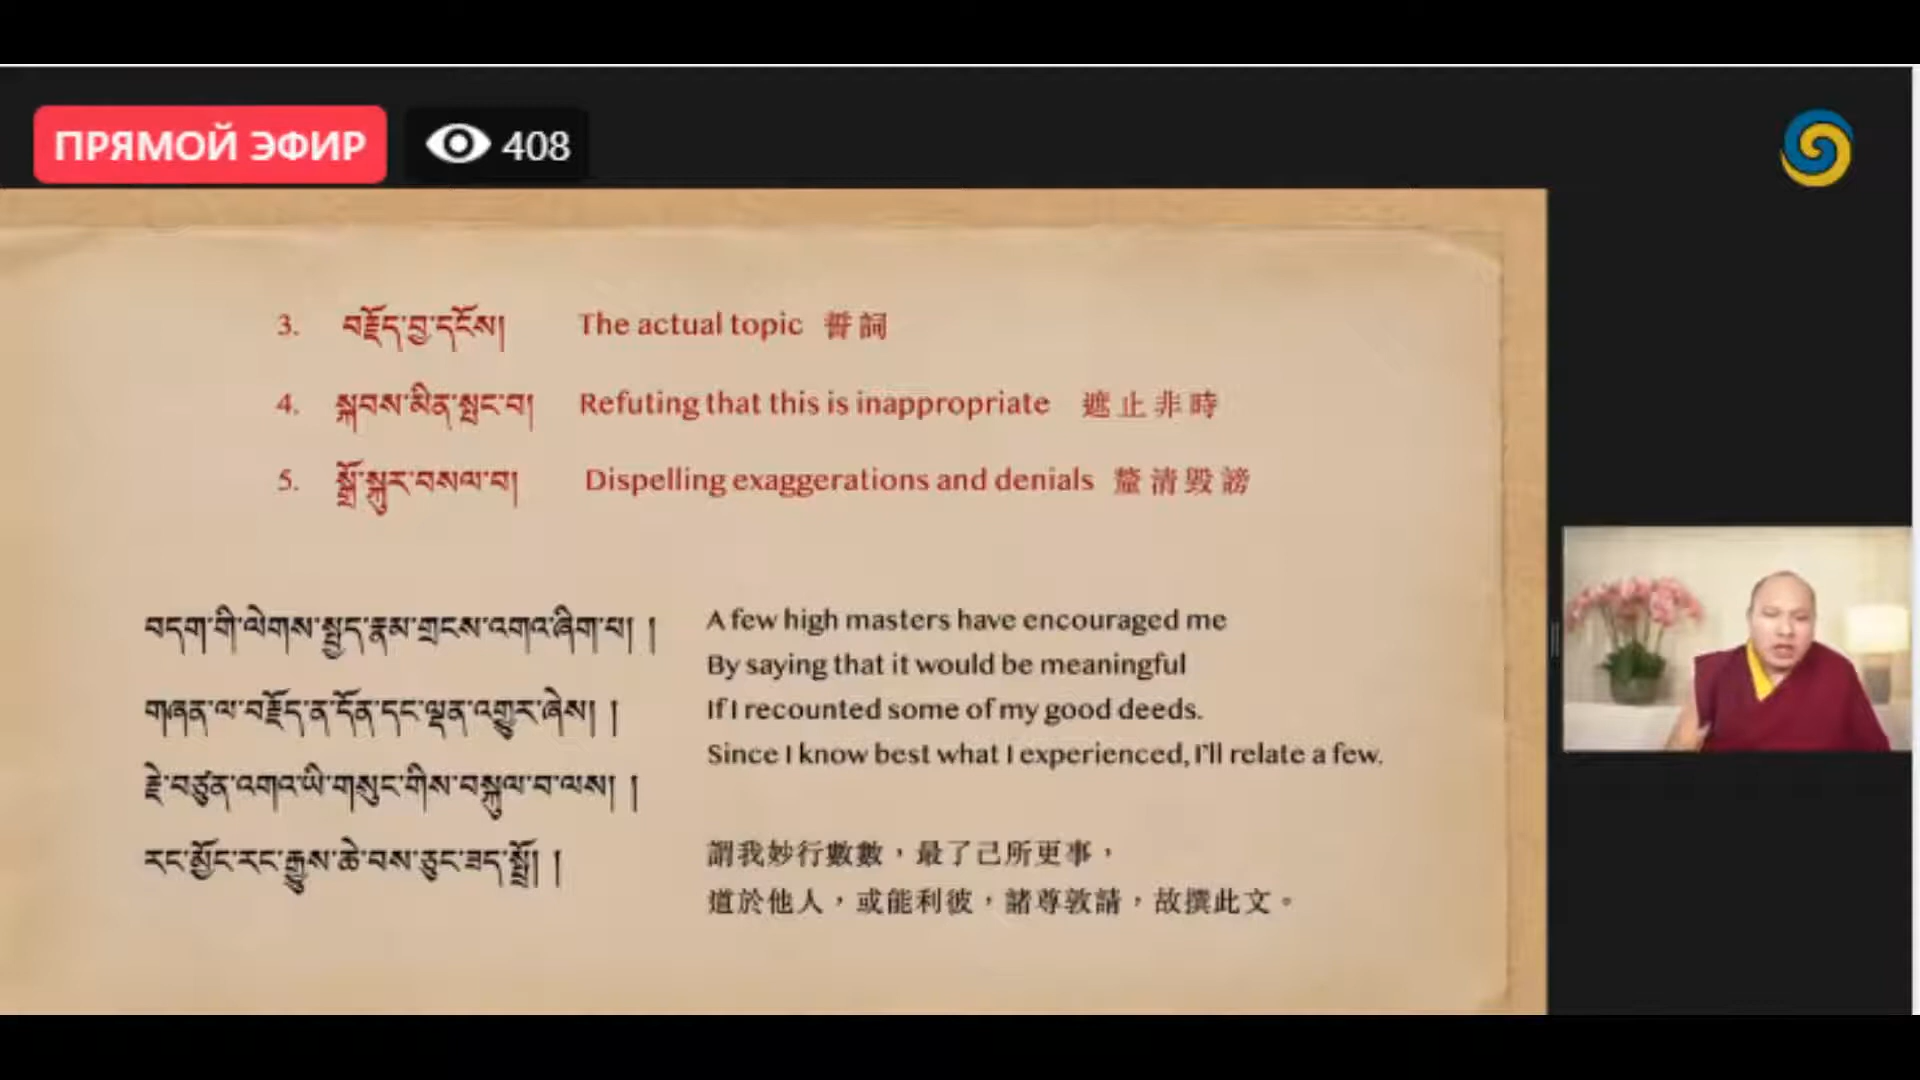 ПРЯМОЙ ЭФИР 408
3. བརྗོད་བྱ་དངོས། The actual topic 誓詞
4. སྐབས་མིན་སྤང་བ། Refuting that this is inappropriate 遮止非時
5. སྒྲོ་སྐུར་བསལ་བ། Dispelling exaggerations and denials 釐清毀謗
བདག་གི་ལེགས་སྤྱད་རྣམ་གྲངས་འགའ་ཞིག་པ། །
གཞན་ལ་བརྗོད་ན་དོན་དང་ལྡན་འགྱུར་ཞེས། །
རྗེ་བཙུན་འགའ་ཡི་གསུང་གིས་བསྐུལ་བ་ལས། །
རང་མྱོང་རང་རྒྱུས་ཆེ་བས་ཅུང་ཟད་སྤྲོ། །
A few high masters have encouraged me
By saying that it would be meaningful
If I recounted some of my good deeds.
Since I know best what I experienced, I'll relate a few.
謂我妙行數數，最了己所更事，
道於他人，或能利彼，諸尊敦請，故撰此文。